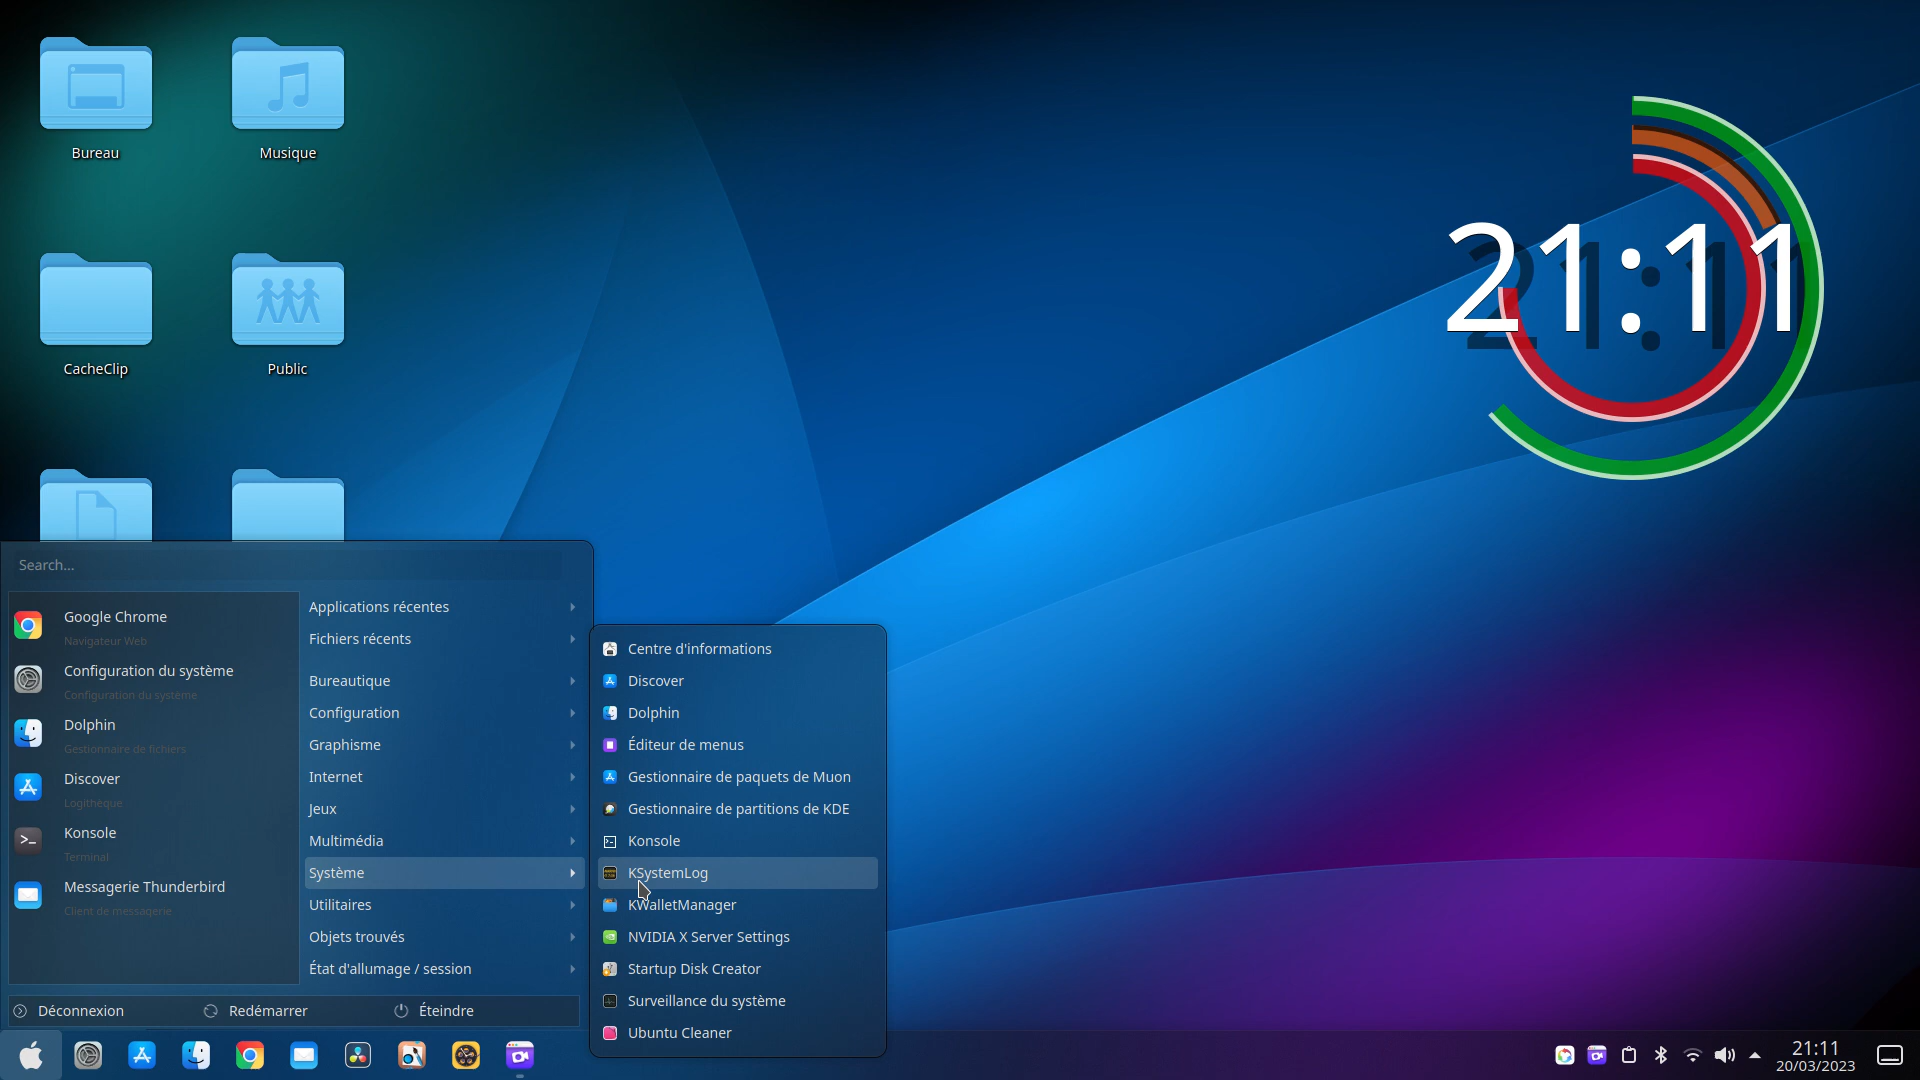 Bureau
Musique
CacheClip
Public
21:11
Search...
Google Chrome
Navigateur Web
Configuration du système
Configuration du système
Dolphin
Gestionnaire de fichiers
Discover
Logithèque
Konsole
Terminal
Messagerie Thunderbird
Client de messagerie
Applications récentes
Fichiers récents
Bureautique
Configuration
Graphisme
Internet
Jeux
Multimédia
Système
Utilitaires
Objets trouvés
État d'allumage / session
Déconnexion
Redémarrer
Éteindre
Centre d'informations
Discover
Dolphin
Éditeur de menus
Gestionnaire de paquets de Muon
Gestionnaire de partitions de KDE
Konsole
KSystemLog
KWalletManager
NVIDIA X Server Settings
Startup Disk Creator
Surveillance du système
Ubuntu Cleaner
21:11
20/03/2023